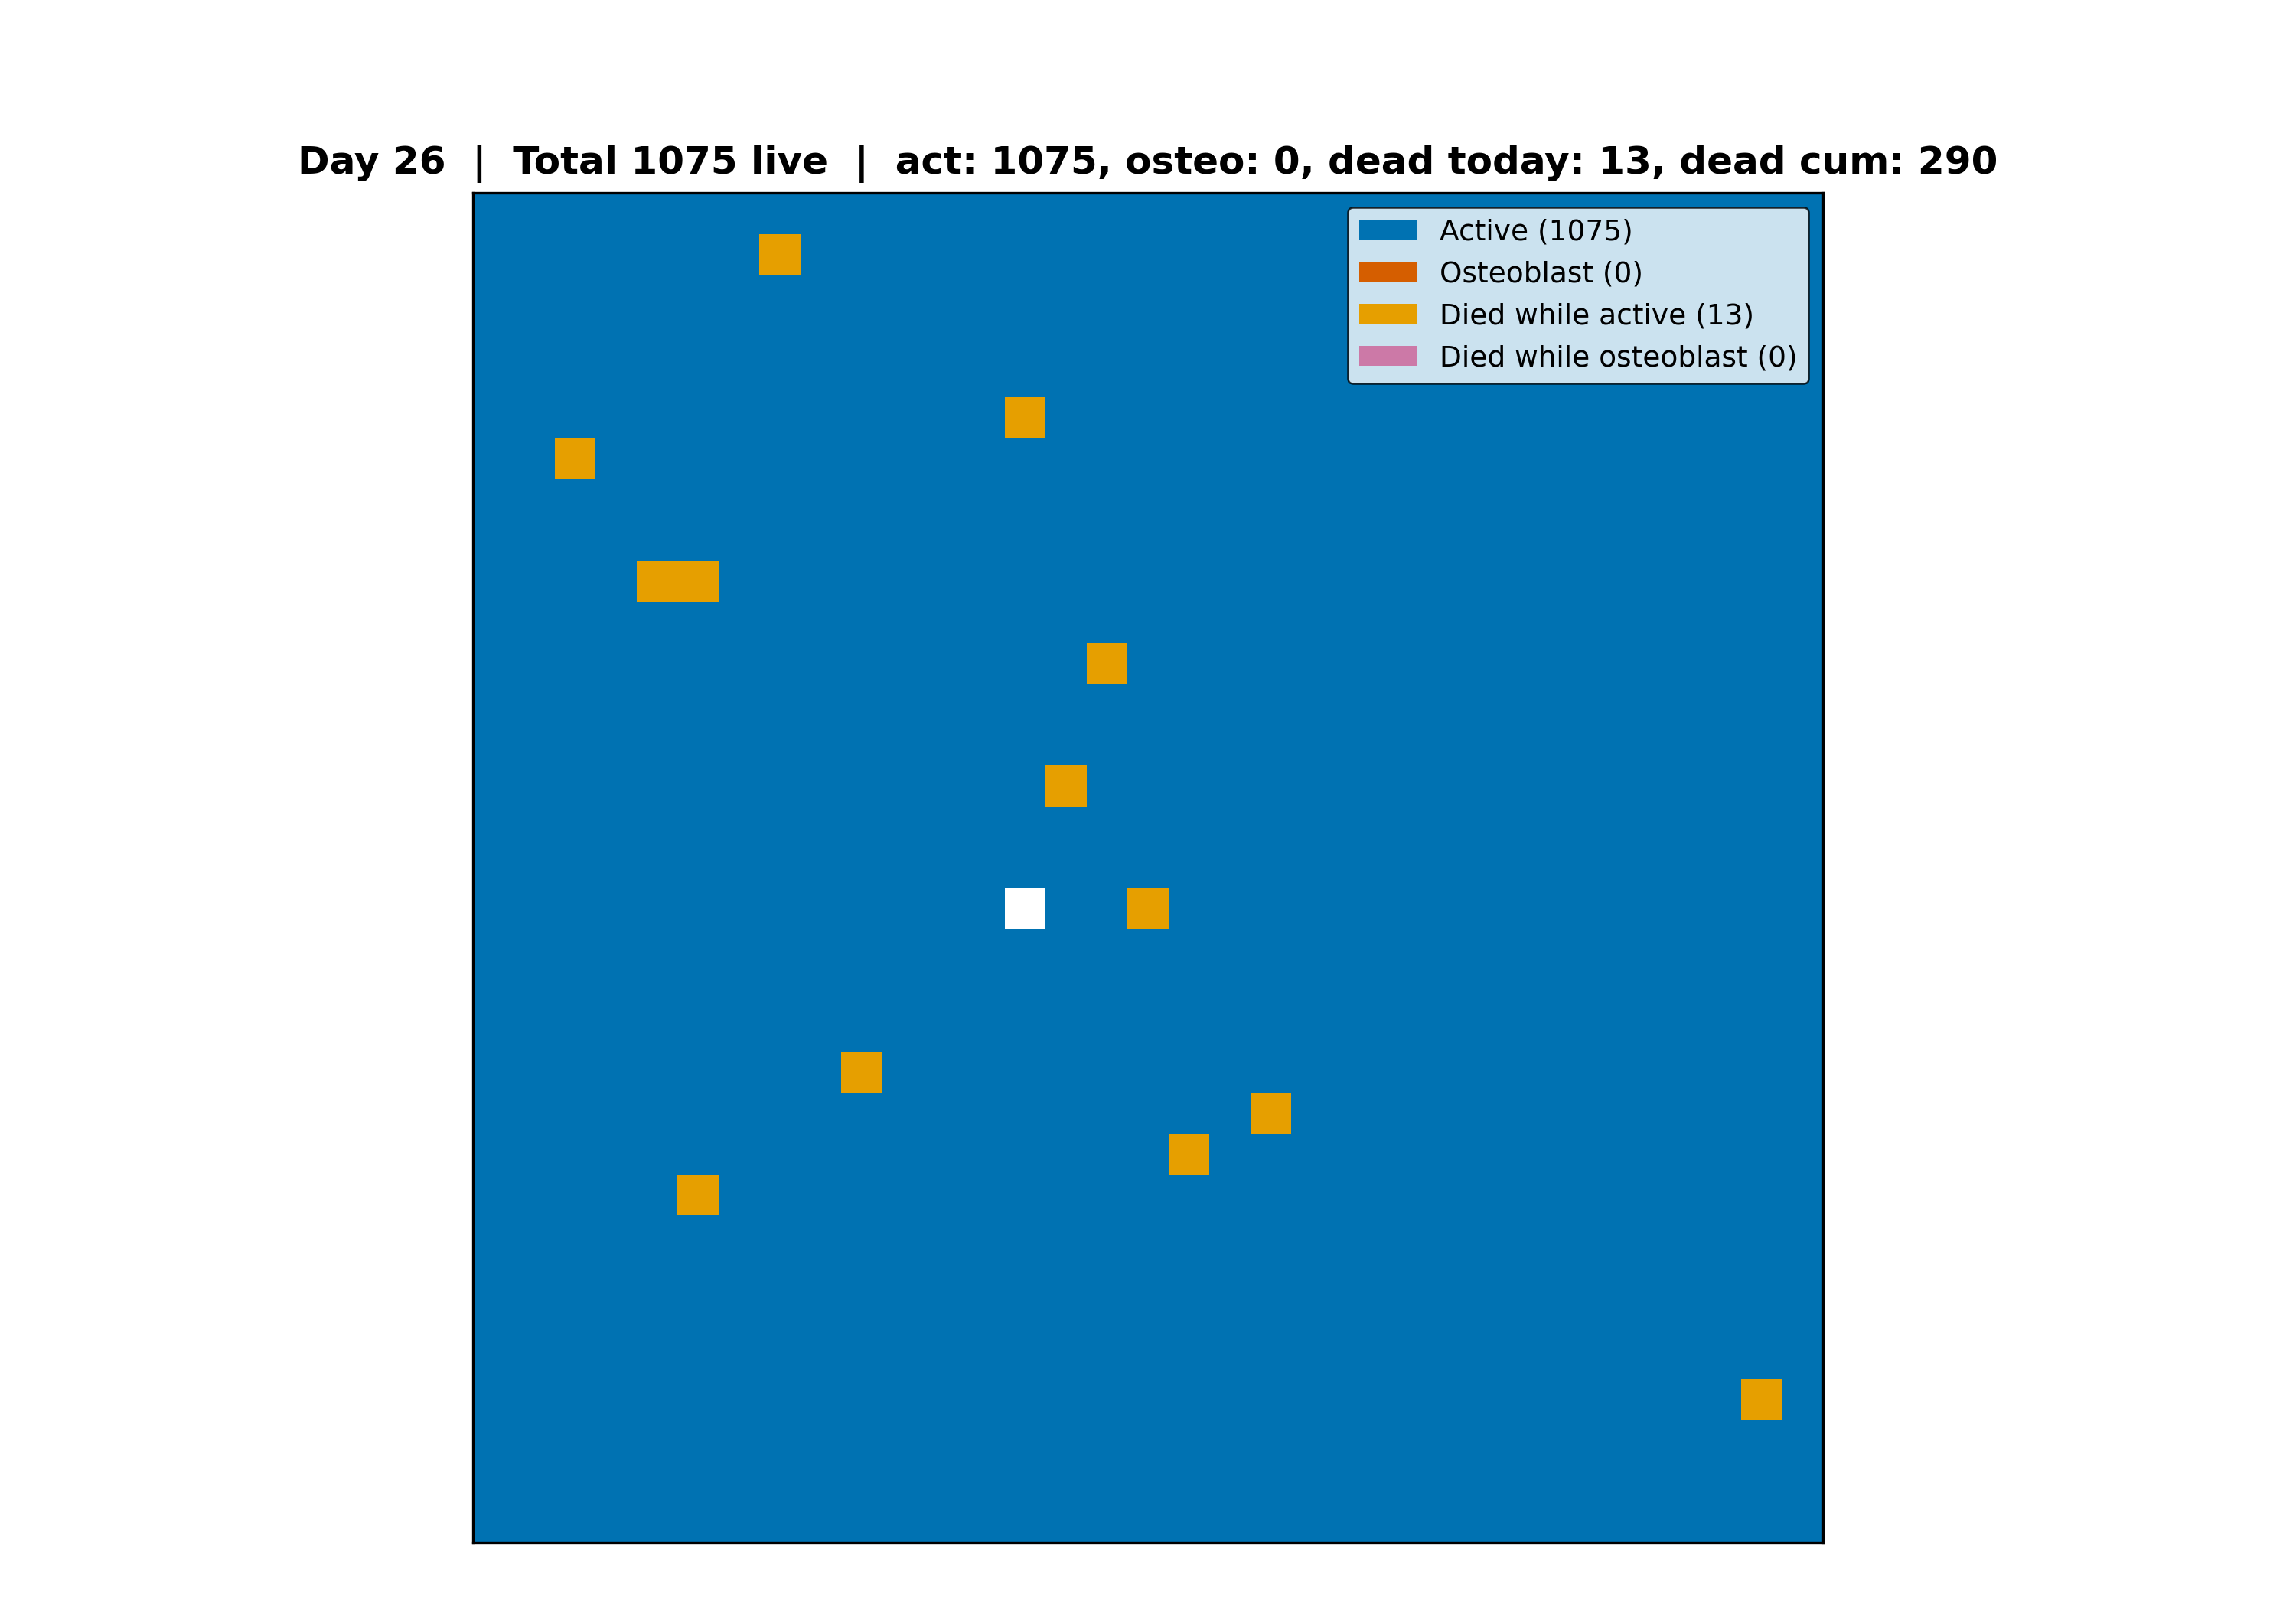 Day 26 | Total 1075 live | act: 1075, osteo: 0, dead today: 13, dead cum: 290
Active (1075)
Osteoblast (0)
Died while active (13)
Died while osteoblast (0)